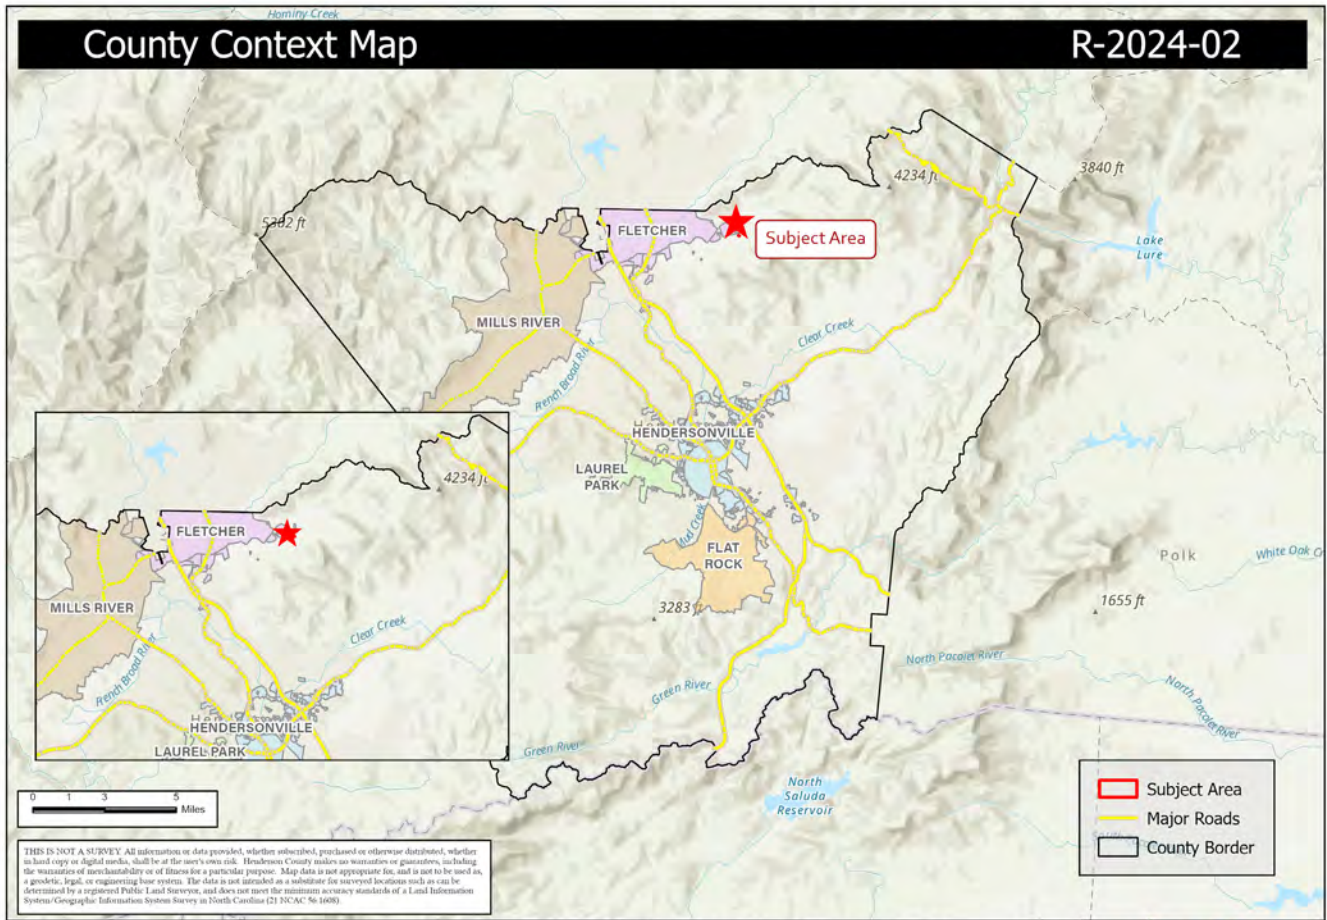 Hominy Creek
County Context Map
R-2024-02
3840 ft
4234 ft
5302 ft
FLETCHER
Subject Area
Lake
Lure
MILLS RIVER
Clear Creek
French Broad River
HENDERSONVILLE
LAUREL
PARK
Mud Creek
FLAT
ROCK
3283 ft
Polk
White Oak C
1655 ft
North Pacolet River
North Pacolet River
Green River
Green River
North
Saluda
Reservoir
4234 ft
FLETCHER
MILLS RIVER
Clear Creek
French Broad River
HENDERSONVILLE
LAUREL PARK
0 1 3 5
Miles
Subject Area
Major Roads
County Border
THIS IS NOT A SURVEY. All information or data provided, whether subscribed, purchased or otherwise distributed, whether
in hard copy or digital media, shall be at the user's own risk. Henderson County makes no warranties or guarantees, including
the warranties of merchantability or of fitness for a particular purpose. Map data is not appropriate for, and is not to be used as,
a geodetic, legal, or engineering base system. The data is not intended as a substitute for surveyed locations such as can be
determined by a registered Public Land Surveyor, and does not meet the minimum accuracy standards of a Land Information
System/Geographic Information System Survey in North Carolina (21 NCAC 56.1608)